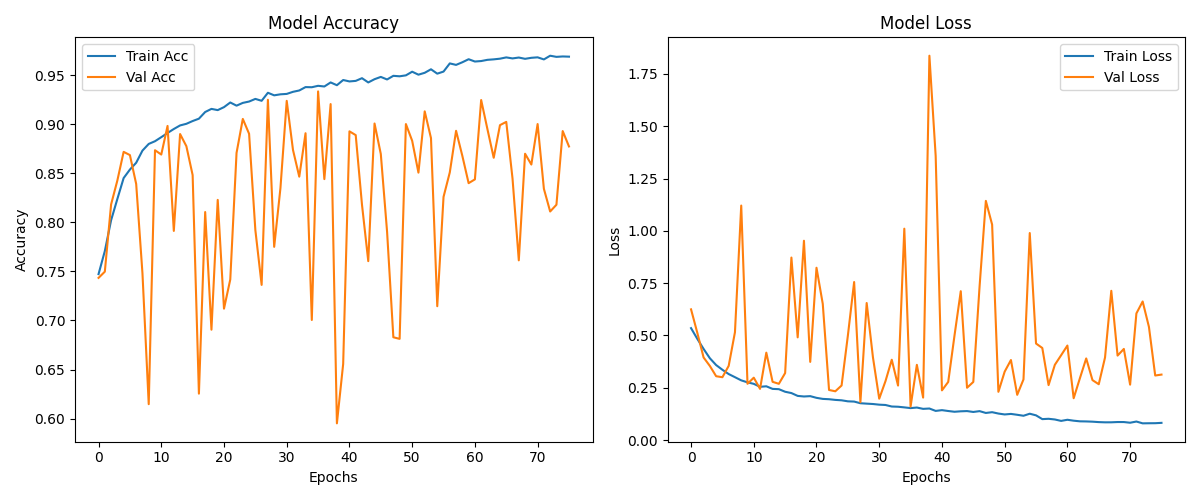 Model Accuracy
Train Acc
Val Acc
Accuracy
0.95
0.90
0.85
0.80
0.75
0.70
0.65
0.60
0 10 20 30 40 50 60 70
Epochs
Model Loss
Train Loss
Val Loss
Loss
1.75
1.50
1.25
1.00
0.75
0.50
0.25
0.00
0 10 20 30 40 50 60 70
Epochs